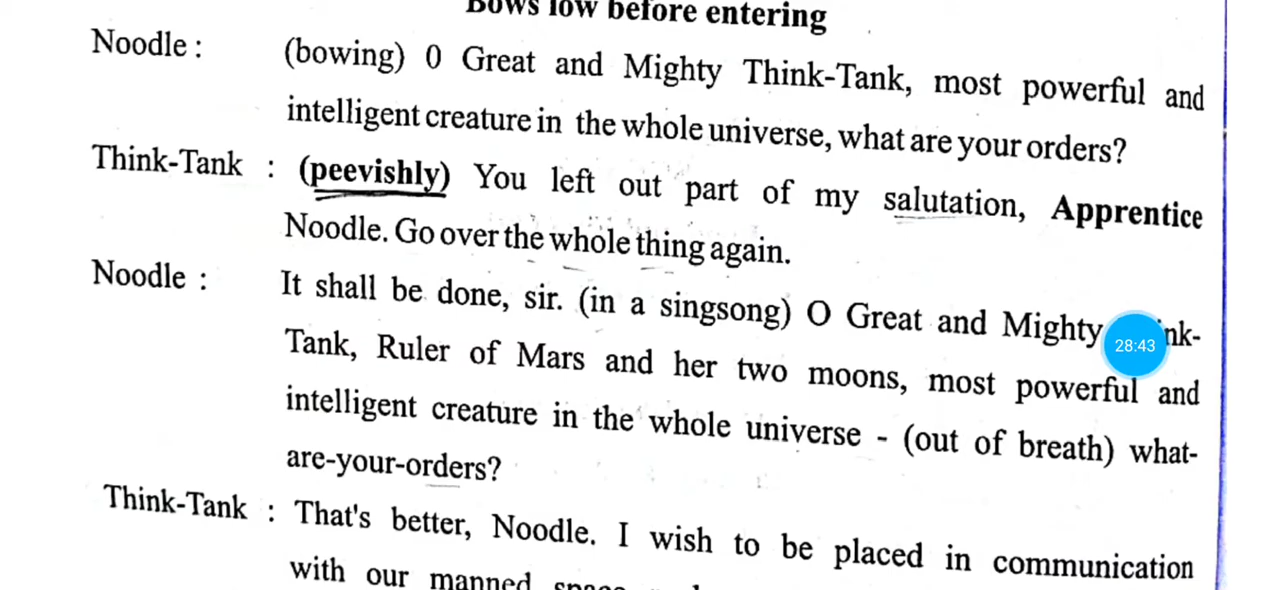 Bows low before entering
Noodle : (bowing) O Great and Mighty Think-Tank, most powerful and
intelligent creature in the whole universe, what are your orders?
Think-Tank : (peevishly) You left out part of my salutation, Apprentice
Noodle. Go over the whole thing again.
Noodle : It shall be done, sir. (in a singsong) O Great and Mighty nk-
28:43
Tank, Ruler of Mars and her two moons, most powerful and
intelligent creature in the whole universe - (out of breath) what-
are-your-orders?
Think-Tank : That's better, Noodle. I wish to be placed in communication
with our manned